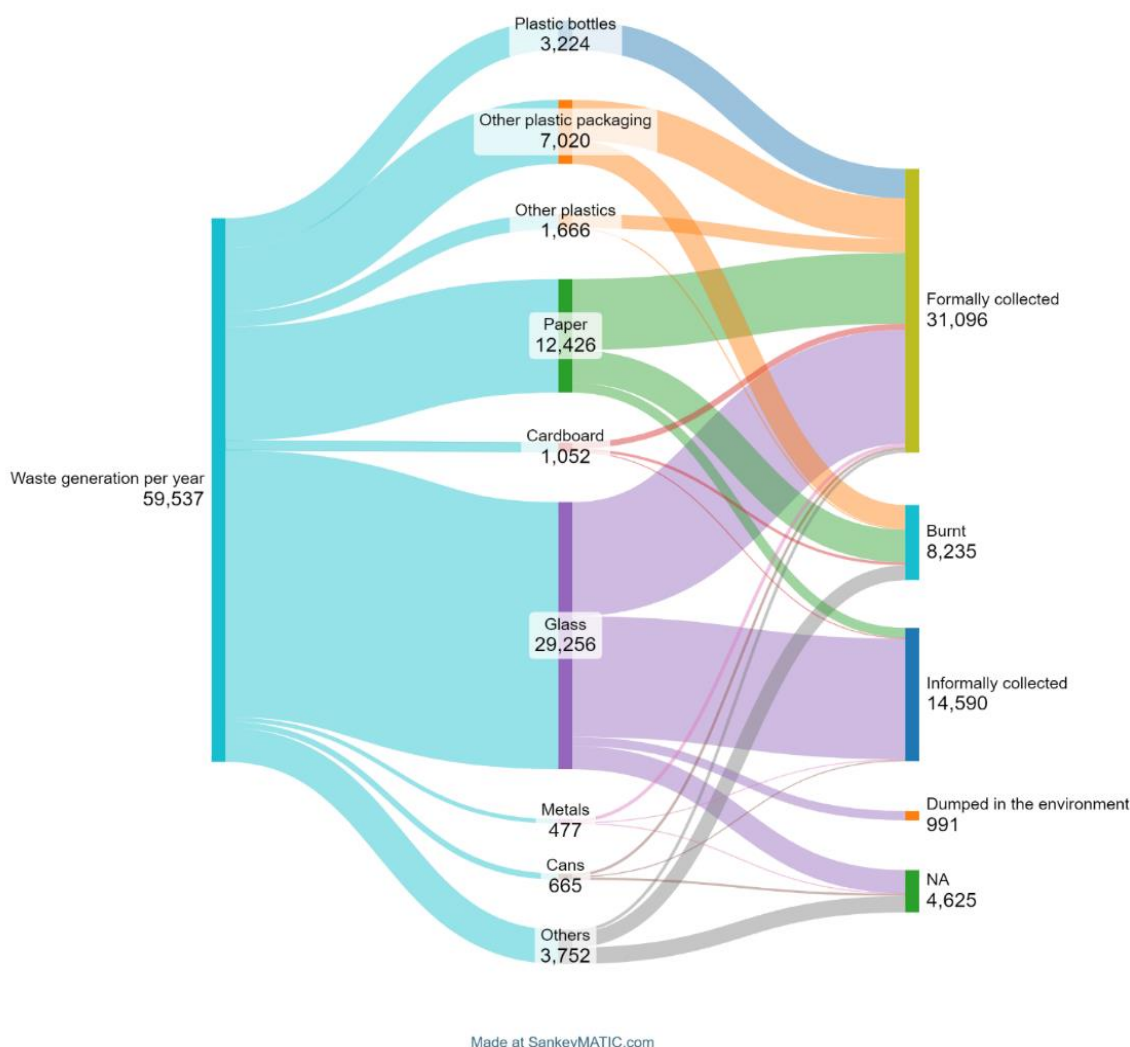 Plastic bottles
3,224
Other plastic packaging
7,020
Other plastics
1,666
Paper
12,426
Cardboard
1,052
Glass
29,256
Metals
477
Cans
665
Others
3,752
Waste generation per year
59,537
Formally collected
31,096
Burnt
8,235
Informally collected
14,590
Dumped in the environment
991
NA
4,625
Made at SankeyMATIC.com